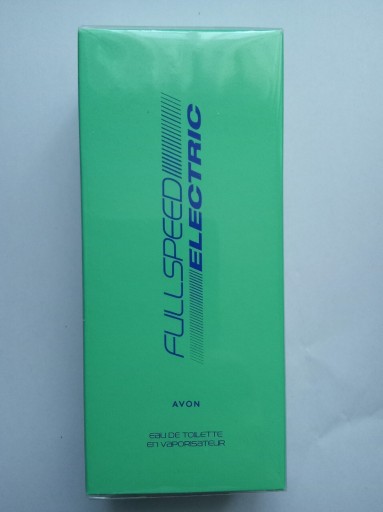 FULLSPEED
ELECTRIC
AVON
EAU DE TOILETTE
EN VAPORISATEUR